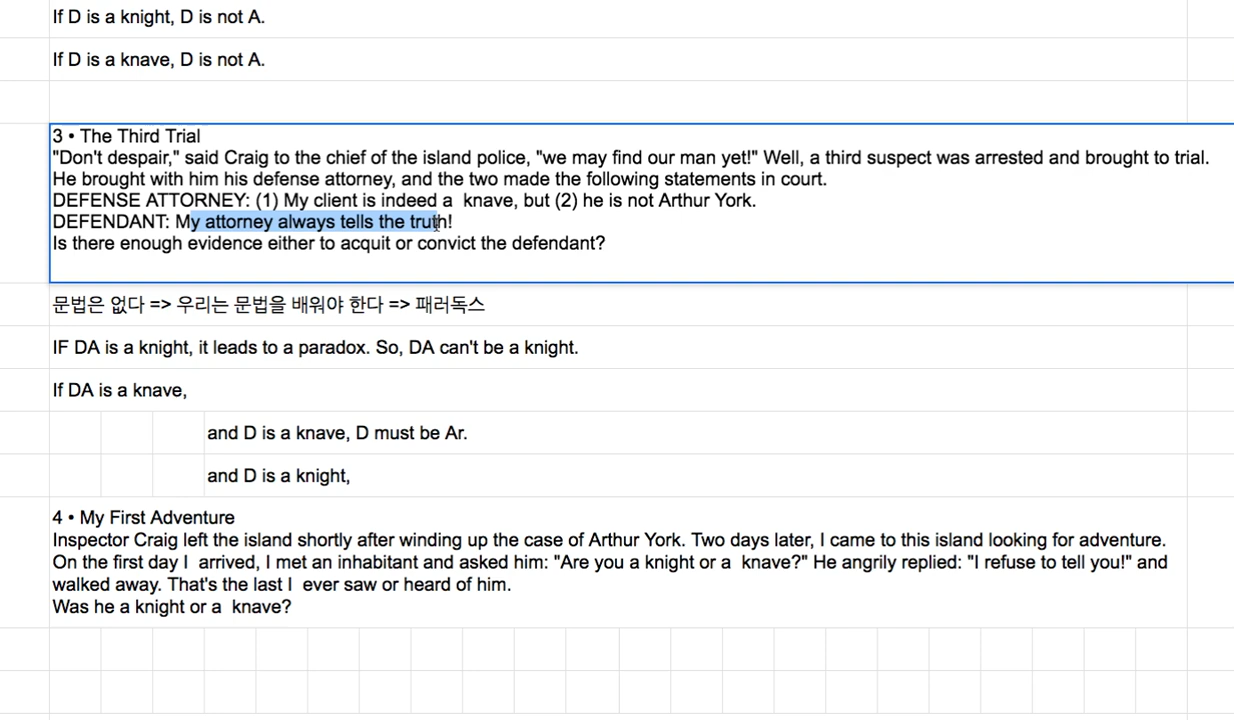 If D is a knight, D is not A.
If D is a knave, D is not A.
3 • The Third Trial
"Don't despair," said Craig to the chief of the island police, "we may find our man yet!" Well, a third suspect was arrested and brought to trial.
He brought with him his defense attorney, and the two made the following statements in court.
DEFENSE ATTORNEY: (1) My client is indeed a  knave, but (2) he is not Arthur York.
DEFENDANT: My attorney always tells the truth!
Is there enough evidence either to acquit or convict the defendant?
문법은 없다 => 우리는 문법을 배워야 한다 => 패러독스
IF DA is a knight, it leads to a paradox. So, DA can't be a knight.
If DA is a knave,
and D is a knave, D must be Ar.
and D is a knight,
4 • My First Adventure
Inspector Craig left the island shortly after winding up the case of Arthur York. Two days later, I came to this island looking for adventure.
On the first day I  arrived, I met an inhabitant and asked him: "Are you a knight or a  knave?" He angrily replied: "I refuse to tell you!" and
walked away. That's the last I  ever saw or heard of him.
Was he a knight or a  knave?